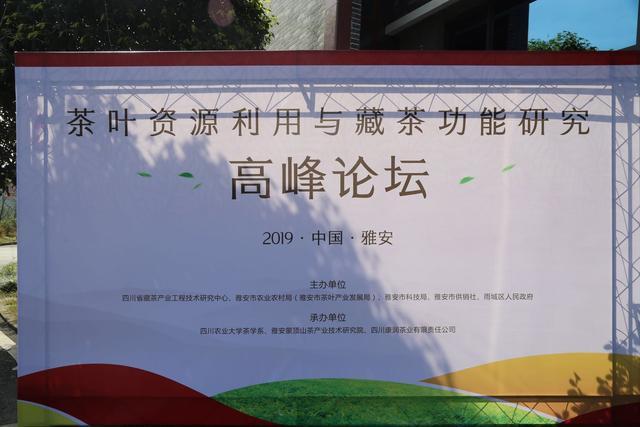 茶叶资源利用与藏茶功能研究
高峰论坛
2019·中国·雅安
主办单位
四川省藏茶产业工程技术研究中心、雅安市农业农村局（雅安市茶叶产业发展局）、雅安市科技局、雅安市供销社、雨城区人民政府
承办单位
四川农业大学茶学系、雅安蒙顶山茶产业技术研究院、四川康润茶业有限责任公司